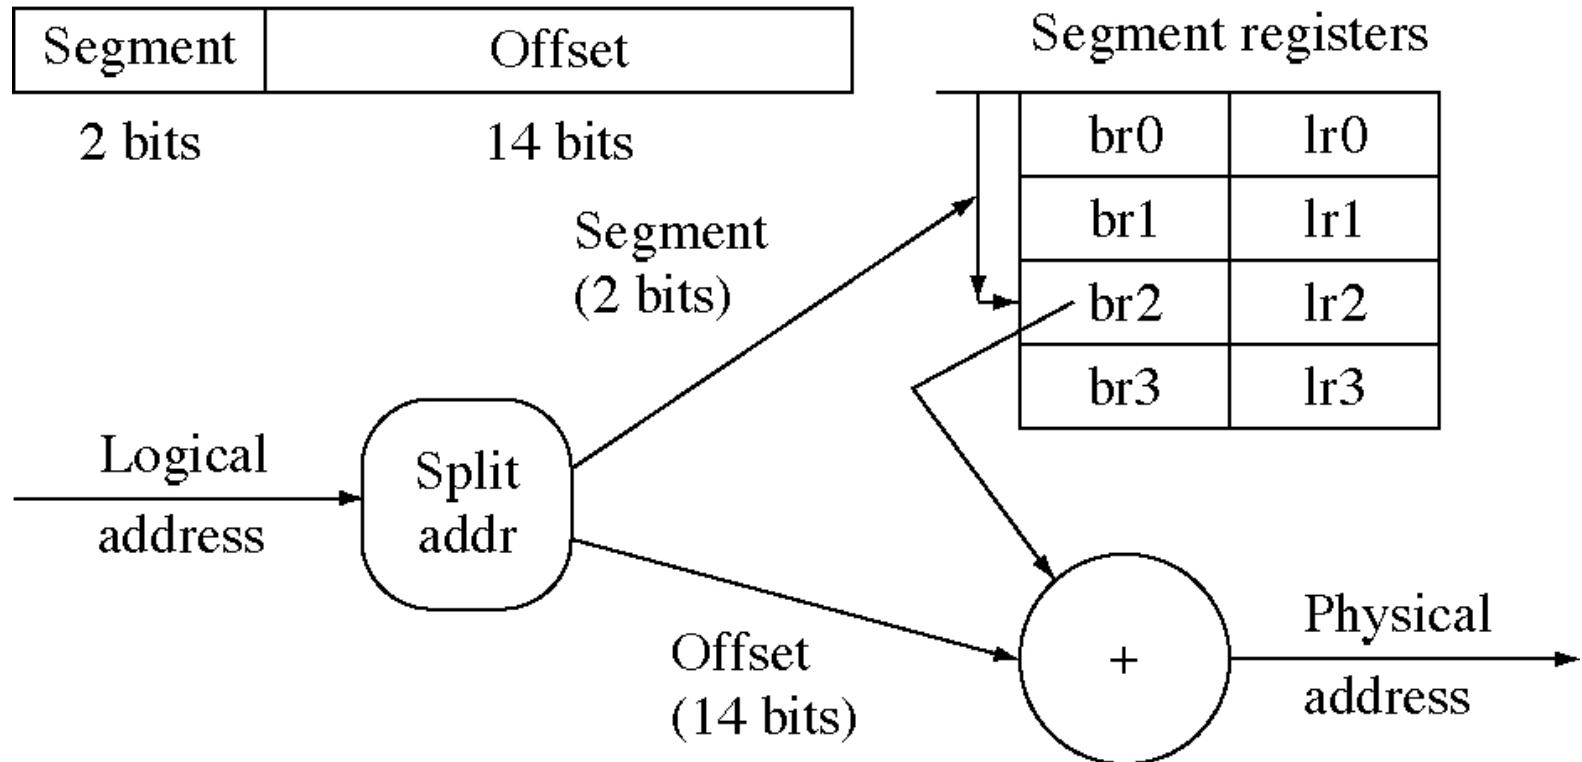 Segment Offset
2 bits 14 bits
Segment registers
br0 lr0
br1 lr1
br2 lr2
br3 lr3
Segment
(2 bits)
Logical
address
Split
addr
Offset
(14 bits)
+
Physical
address